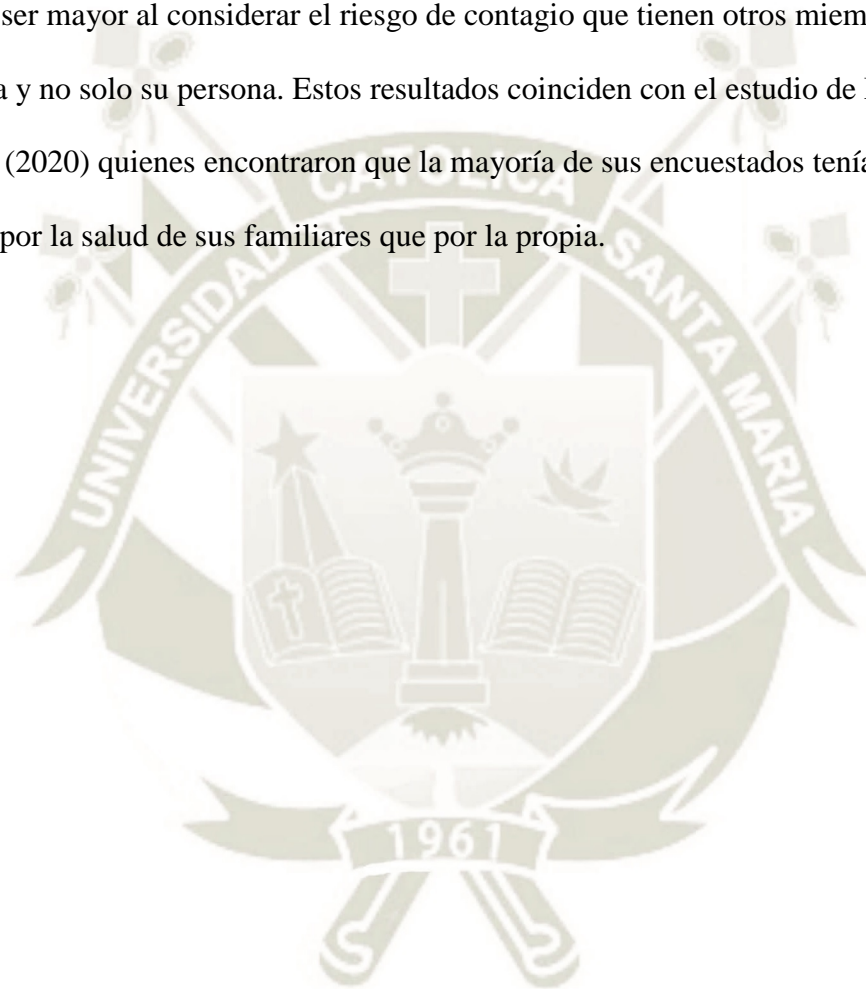 ser mayor al considerar el riesgo de contagio que tienen otros miem
a y no solo su persona. Estos resultados coinciden con el estudio de
(2020) quienes encontraron que la mayoría de sus encuestados tenía
por la salud de sus familiares que por la propia.
UNIVERSIDAD CATOLICA SANTA MARIA
1961